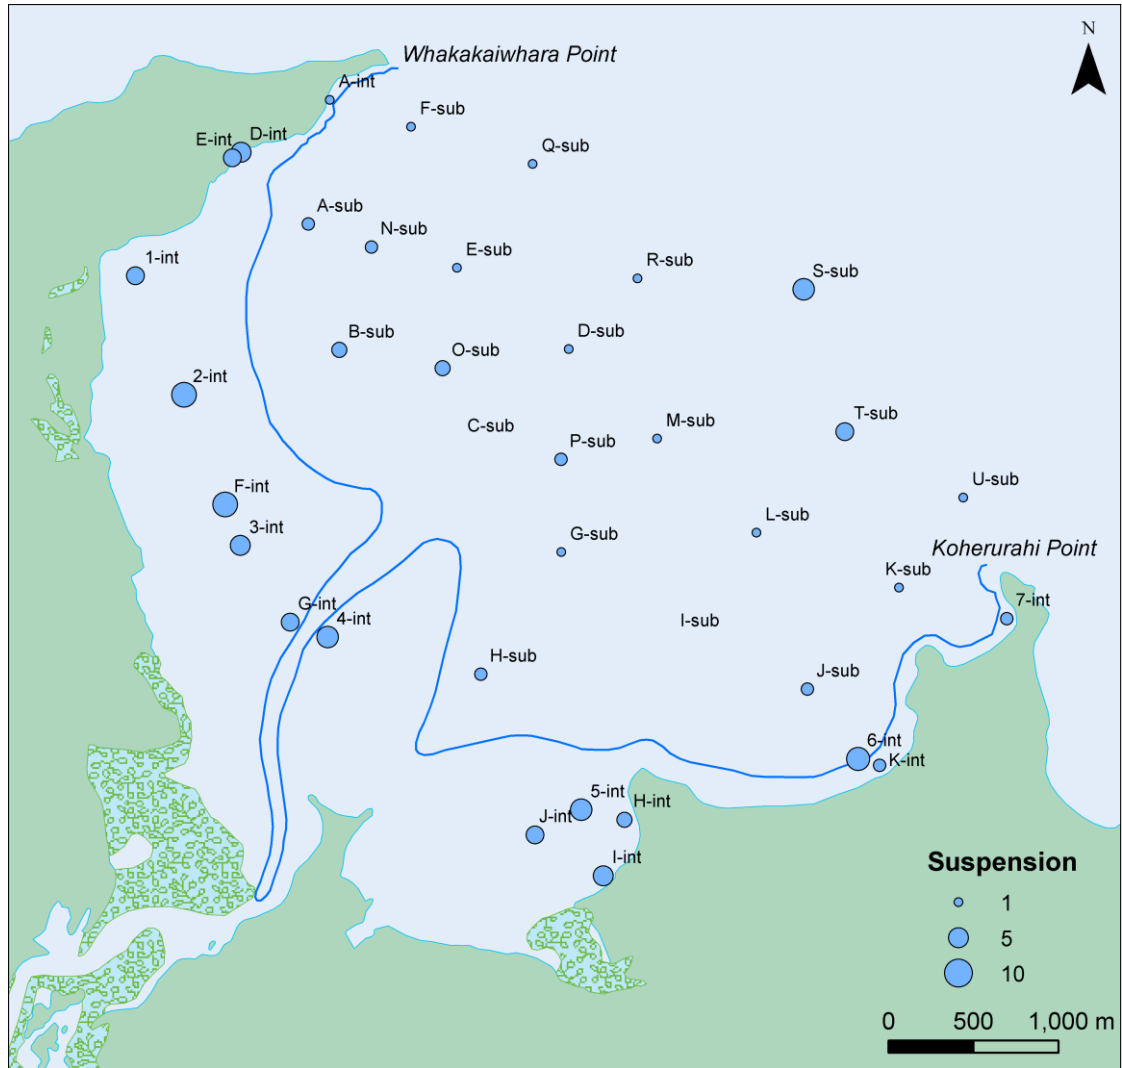 N
Whakakaiwhara Point
A-int
F-sub
E-int
D-int
Q-sub
A-sub
N-sub
E-sub
1-int
R-sub
S-sub
B-sub
O-sub
D-sub
2-int
C-sub
M-sub
T-sub
P-sub
F-int
U-sub
3-int
L-sub
G-sub
Koherurahi Point
K-sub
G-int
4-int
I-sub
7-int
H-sub
J-sub
6-int
K-int
5-int
H-int
J-int
I-int
Suspension
1
5
10
0 500 1,000 m